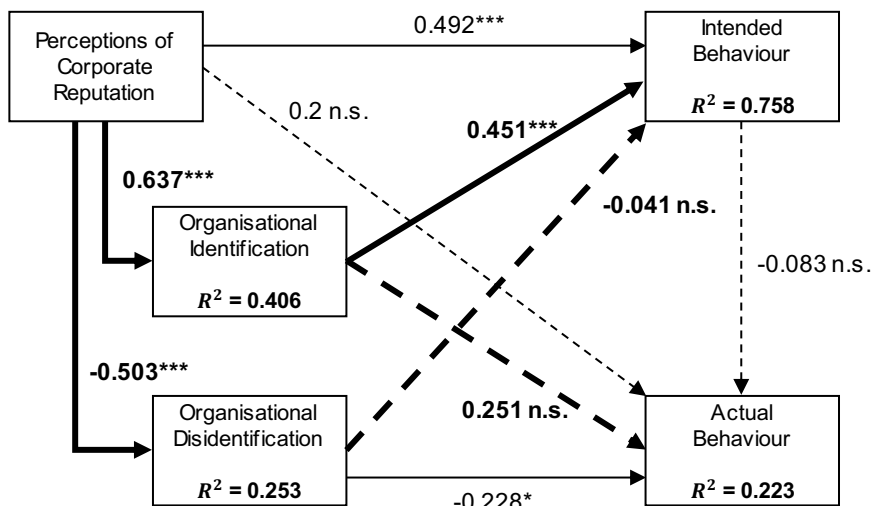 Perceptions of
Corporate
Reputation
0.492***
Intended
Behaviour
R² = 0.758
0.2 n.s.
0.451***
0.637***
-0.041 n.s.
Organisational
Identification
R² = 0.406
-0.083 n.s.
-0.503***
0.251 n.s.
Organisational
Disidentification
R² = 0.253
Actual
Behaviour
R² = 0.223
-0.228*